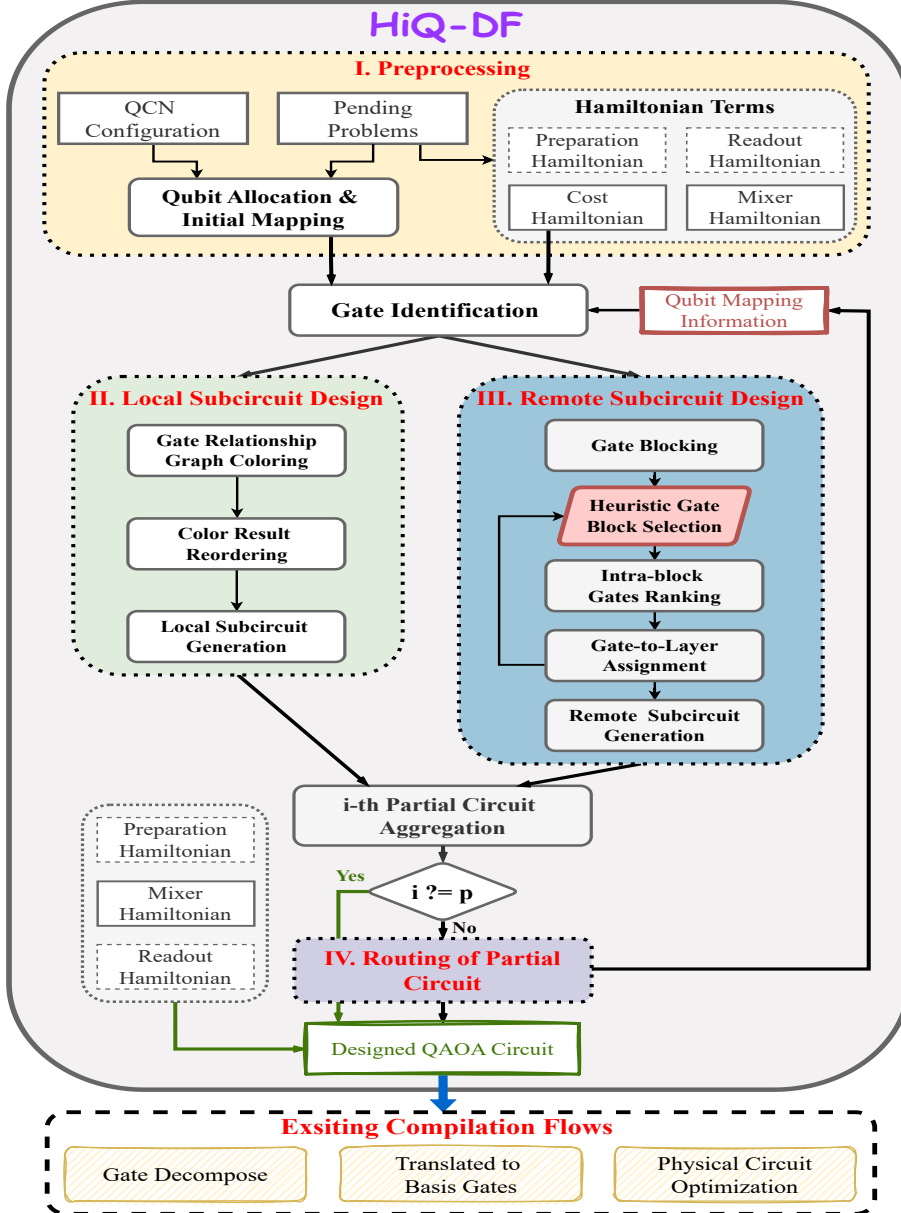 HiQ-DF
I. Preprocessing
QCN
Configuration
Pending
Problems
Hamiltonian Terms
Preparation
Hamiltonian
Readout
Hamiltonian
Cost
Hamiltonian
Mixer
Hamiltonian
Qubit Allocation &
Initial Mapping
Gate Identification
Qubit Mapping
Information
II. Local Subcircuit Design
Gate Relationship
Graph Coloring
Color Result
Reordering
Local Subcircuit
Generation
III. Remote Subcircuit Design
Gate Blocking
Heuristic Gate
Block Selection
Intra-block
Gates Ranking
Gate-to-Layer
Assignment
Remote Subcircuit
Generation
i-th Partial Circuit
Aggregation
Preparation
Hamiltonian
Mixer
Hamiltonian
Readout
Hamiltonian
Yes
i ?= p
No
IV. Routing of Partial
Circuit
Designed QAOA Circuit
Exsiting Compilation Flows
Gate Decompose
Translated to
Basis Gates
Physical Circuit
Optimization